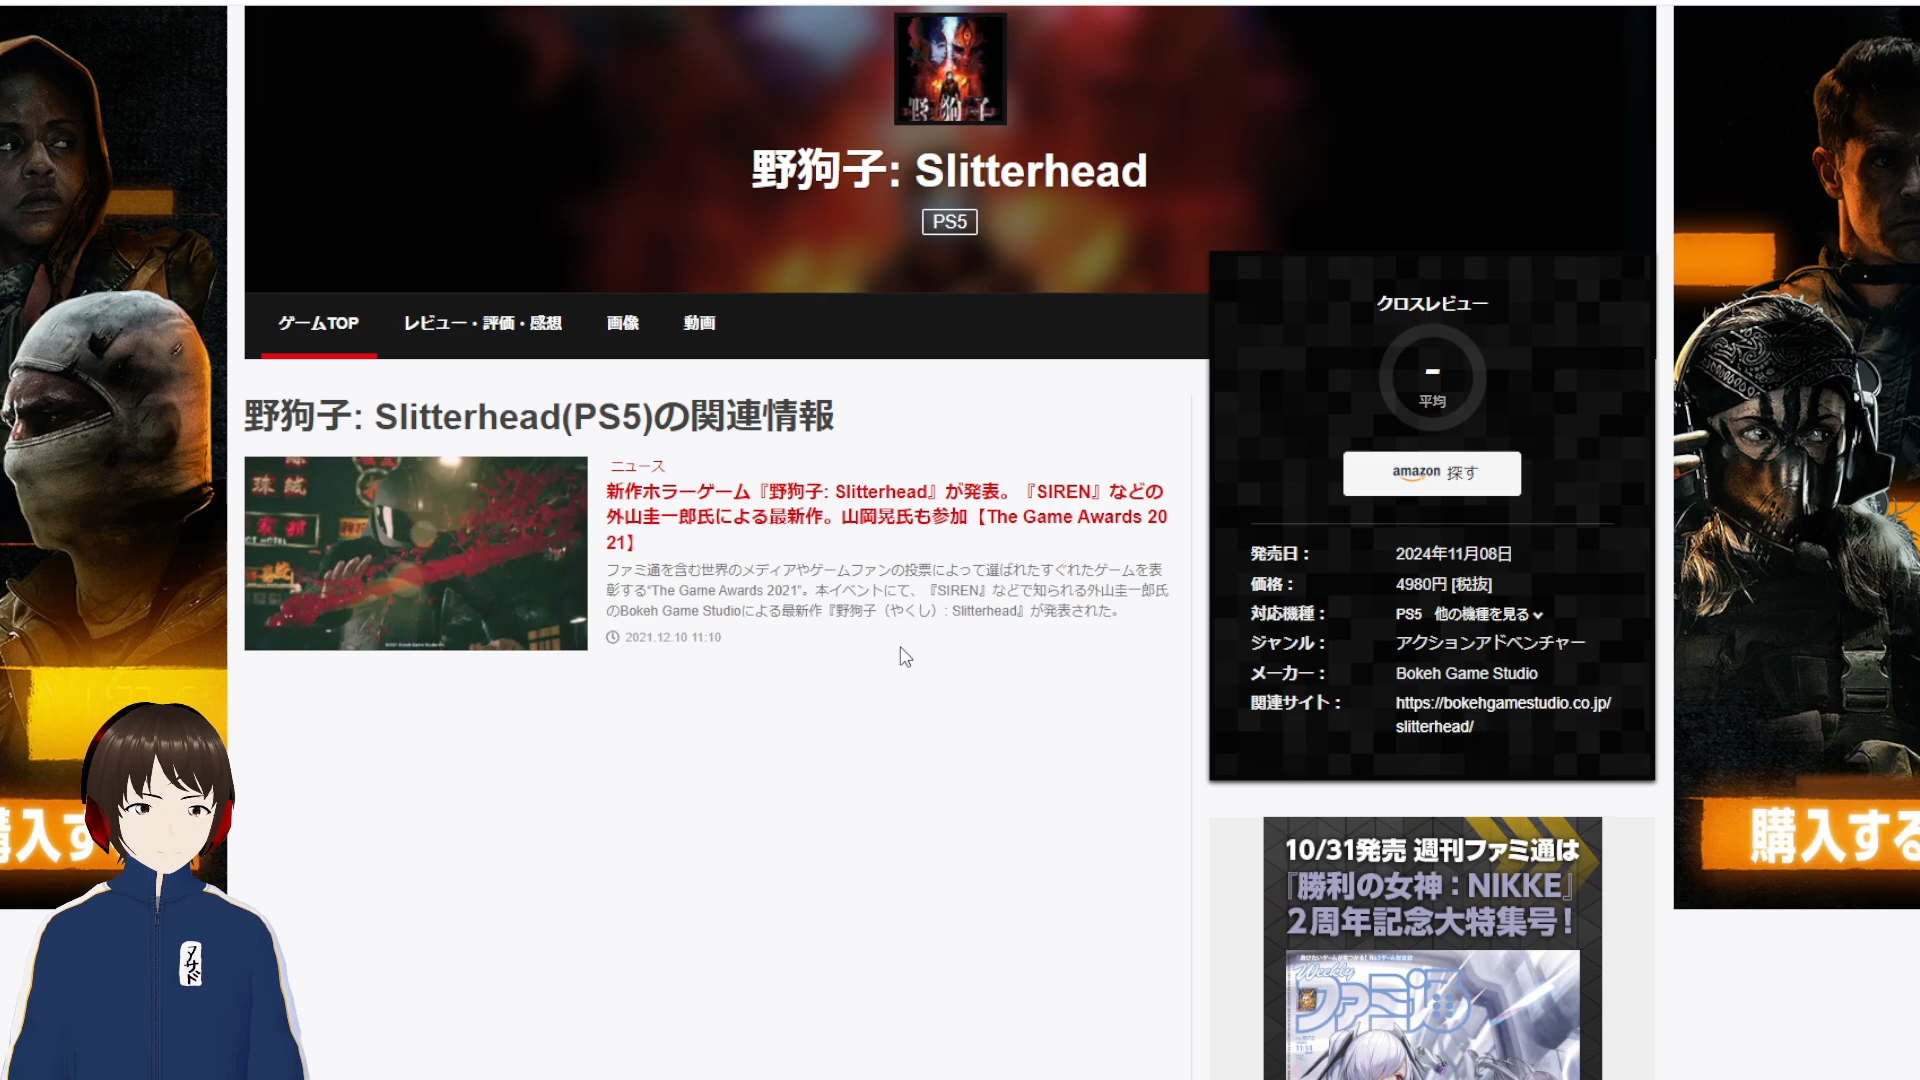 野狗子
野狗子: Slitterhead
PS5
ゲームTOP
レビュー・評価・感想
画像
動画
クロスレビュー
-
平均
amazon 探す
発売日： 2024年11月08日
価格： 4980円 [税抜]
対応機種： PS5 他の機種を見る
ジャンル： アクションアドベンチャー
メーカー： Bokeh Game Studio
関連サイト： https://bokehgamestudio.co.jp/
slitterhead/
野狗子: Slitterhead(PS5)の関連情報
ニュース
新作ホラーゲーム『野狗子: Slitterhead』が発表。『SIREN』などの
外山圭一郎氏による最新作。山岡晃氏も参加【The Game Awards 20
21】
ファミ通を含む世界のメディアやゲームファンの投票によって選ばれたすぐれたゲームを表
彰する“The Game Awards 2021”。本イベントにて、『SIREN』などで知られる外山圭一郎氏
のBokeh Game Studioによる最新作『野狗子（やくし）: Slitterhead』が発表された。
2021.12.10 11:10
購入す
購入する
10/31発売 週刊ファミ通は
『勝利の女神：NIKKE』
2周年記念大特集号！
Weekly
ファミ通